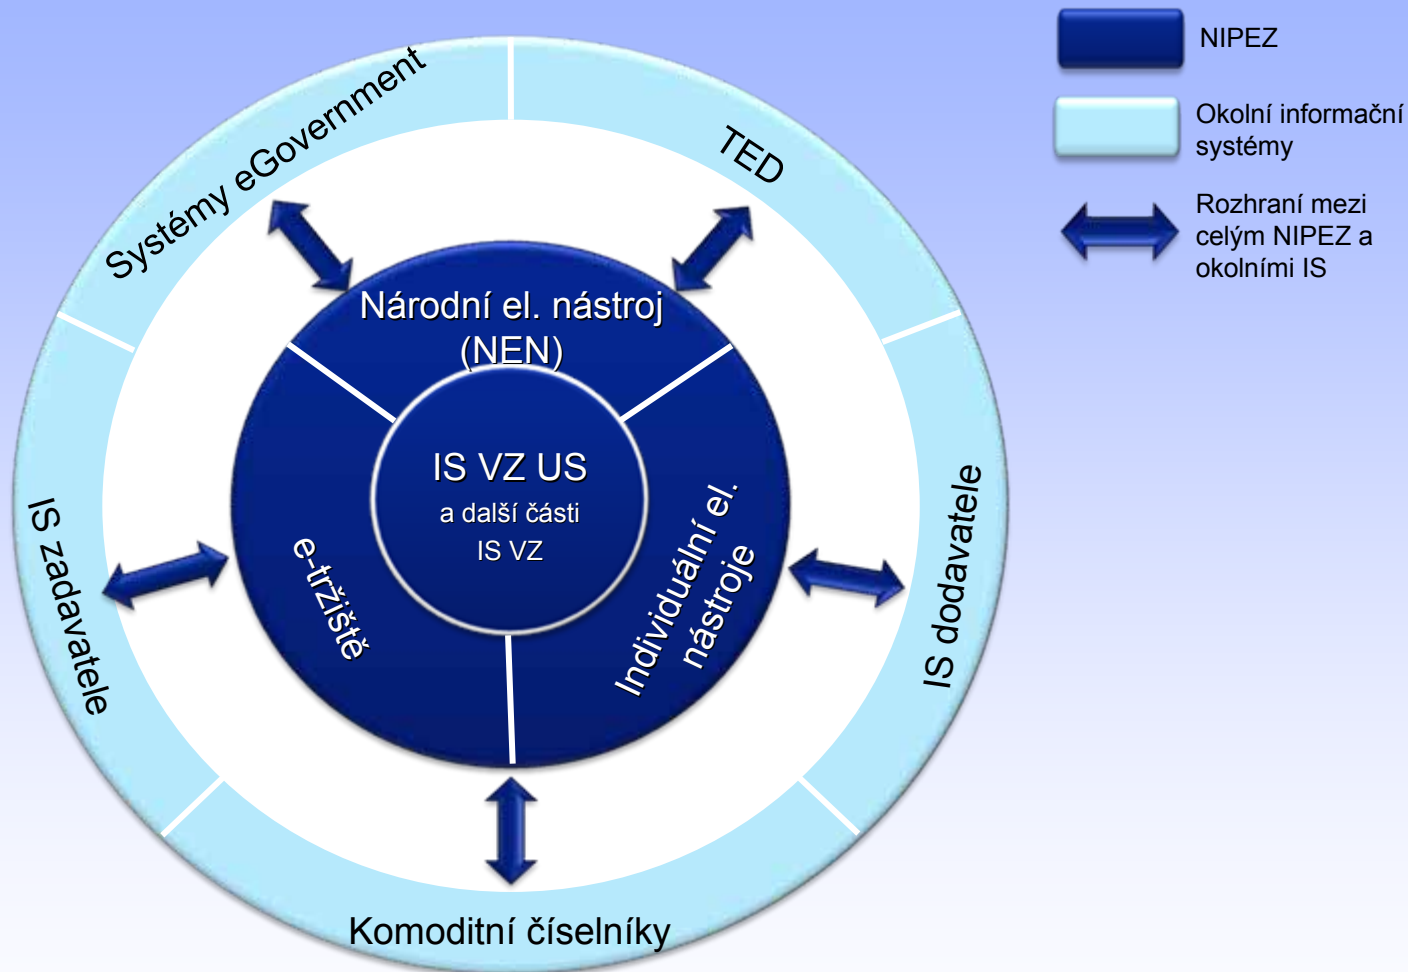 Systémy eGovernment
TED
IS zadavatele
IS dodavatele
Komoditní číselníky
Národní el. nástroj
(NEN)
e-tržiště
Individuální el.
nástroje
IS VZ US
a další části
IS VZ
NIPEZ
Okolní informační
systémy
Rozhraní mezi
celým NIPEZ a
okolními IS